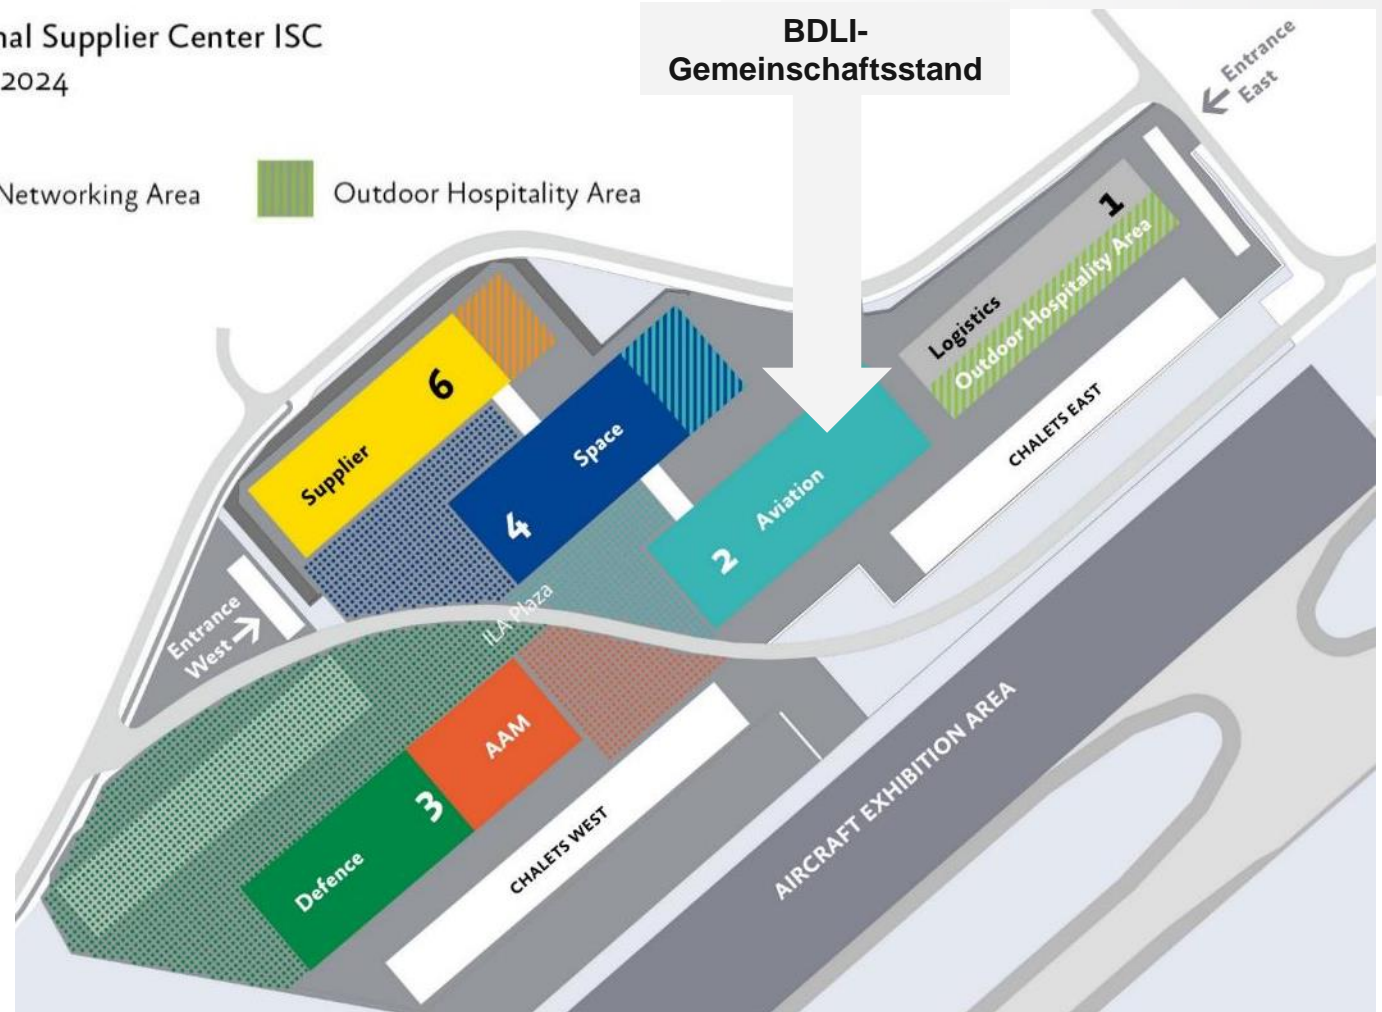 nal Supplier Center ISC
2024
BDLI-
Gemeinschaftsstand
Entrance
East
Networking Area
Outdoor Hospitality Area
1
Logistics
Outdoor Hospitality Area
6
Supplier
Space
4
CHALETS EAST
Aviation
2
ILA Plaza
Entrance
West
AAM
3
Defence
CHALETS WEST
AIRCRAFT EXHIBITION AREA